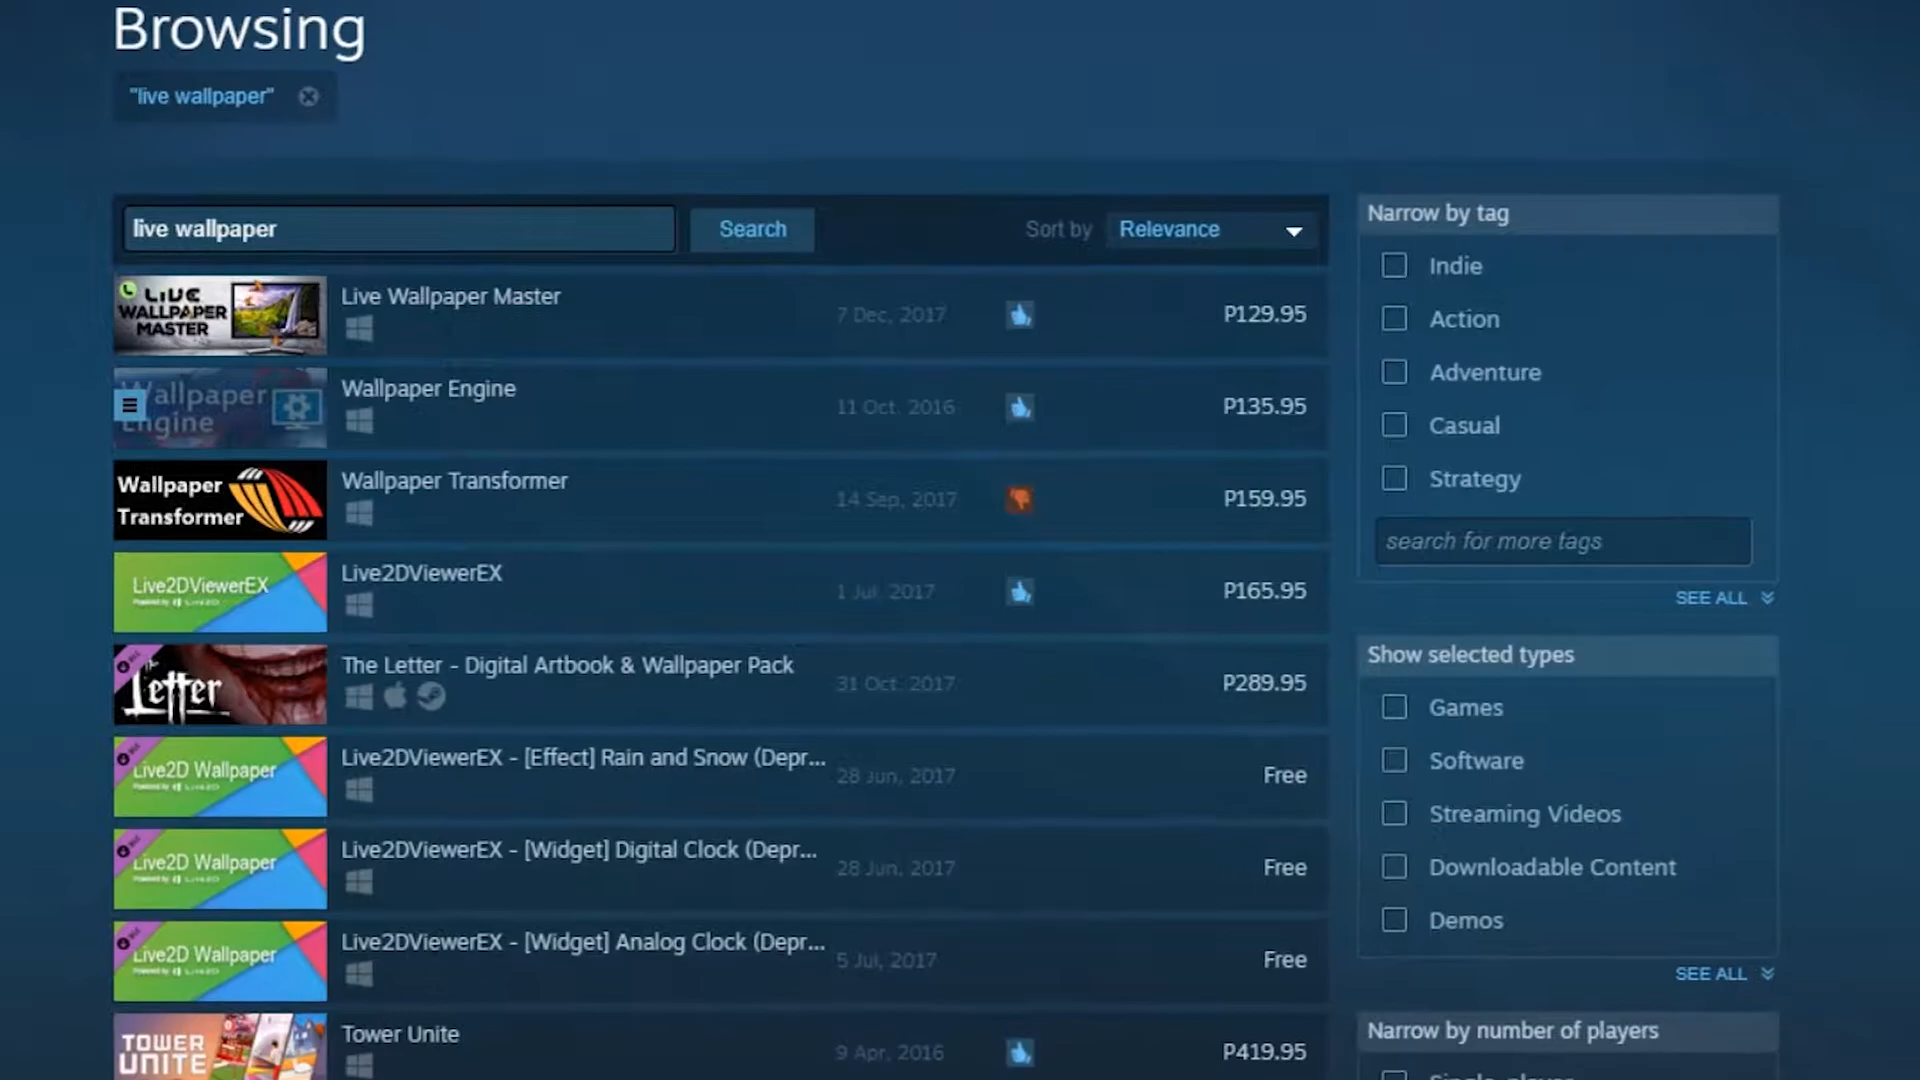 Browsing
"live wallpaper"
live wallpaper
Search
Sort by
Relevance
LIVE
WALLPAPER
MASTER
Live Wallpaper Master
7 Dec, 2017
P129.95
Wallpaper
Engine
Wallpaper Engine
11 Oct, 2016
P135.95
Wallpaper
Transformer
Wallpaper Transformer
14 Sep, 2017
P159.95
Live2DViewerEX
Live2DViewerEX
1 Jul, 2017
P165.95
Letter
The Letter - Digital Artbook & Wallpaper Pack
31 Oct, 2017
P289.95
Live2D Wallpaper
Live2DViewerEX - [Effect] Rain and Snow (Depr...
28 Jun, 2017
Free
Live2D Wallpaper
Live2DViewerEX - [Widget] Digital Clock (Depr...
28 Jun, 2017
Free
Live2D Wallpaper
Live2DViewerEX - [Widget] Analog Clock (Depr...
5 Jul, 2017
Free
TOWER
UNITE
Tower Unite
9 Apr, 2016
P419.95
Narrow by tag
Indie
Action
Adventure
Casual
Strategy
search for more tags
SEE ALL
Show selected types
Games
Software
Streaming Videos
Downloadable Content
Demos
SEE ALL
Narrow by number of players